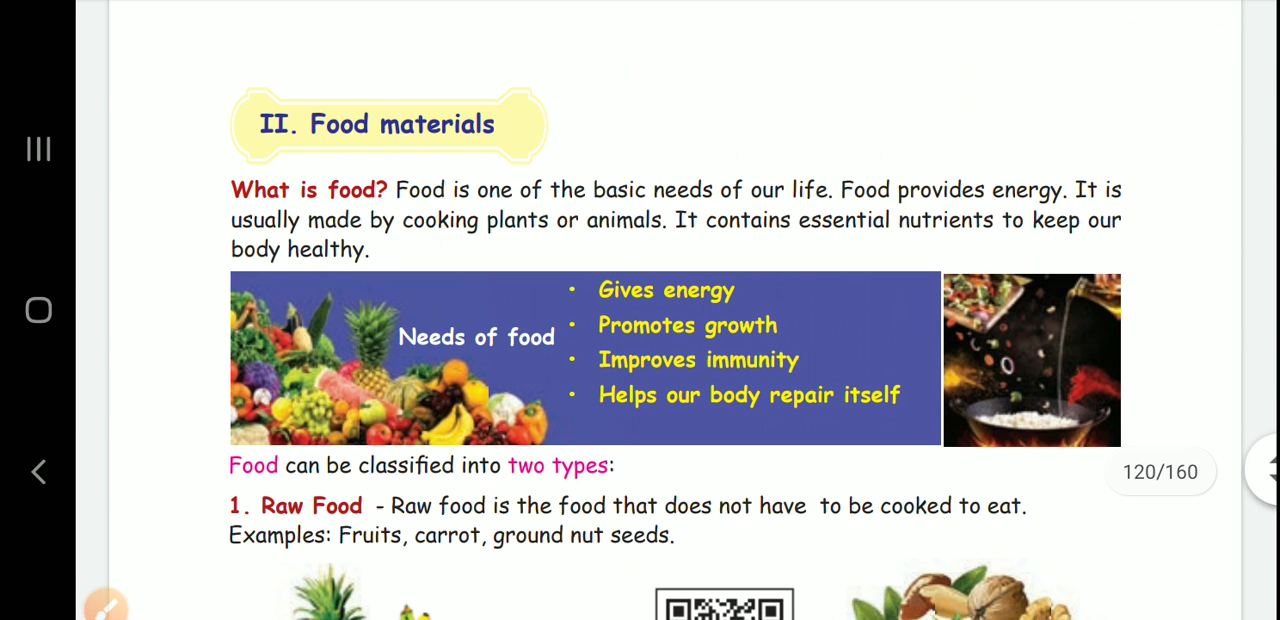 II. Food materials
What is food? Food is one of the basic needs of our life. Food provides energy. It is
usually made by cooking plants or animals. It contains essential nutrients to keep our
body healthy.
Needs of food
• Gives energy
• Promotes growth
• Improves immunity
• Helps our body repair itself
Food can be classified into two types:
120/160
1. Raw Food - Raw food is the food that does not have to be cooked to eat.
Examples: Fruits, carrot, ground nut seeds.